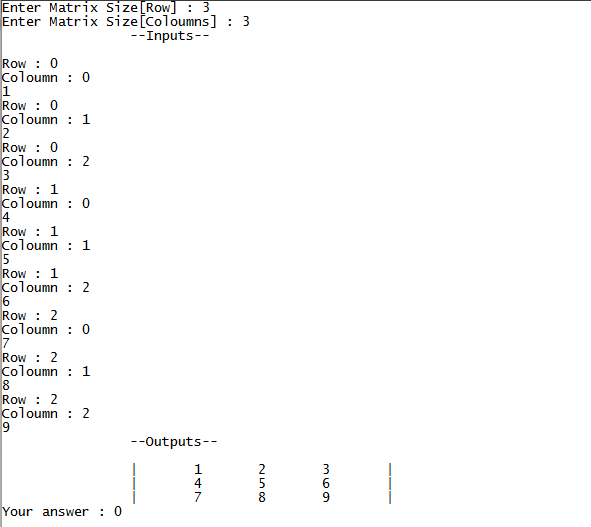 Enter Matrix Size[Row] : 3
Enter Matrix Size[Coloumns] : 3
--Inputs--
Row : 0
Coloumn : 0
1
Row : 0
Coloumn : 1
2
Row : 0
Coloumn : 2
3
Row : 1
Coloumn : 0
4
Row : 1
Coloumn : 1
5
Row : 1
Coloumn : 2
6
Row : 2
Coloumn : 0
7
Row : 2
Coloumn : 1
8
Row : 2
Coloumn : 2
9
--Outputs--
| 1 2 3 |
| 4 5 6 |
| 7 8 9 |
Your answer : 0